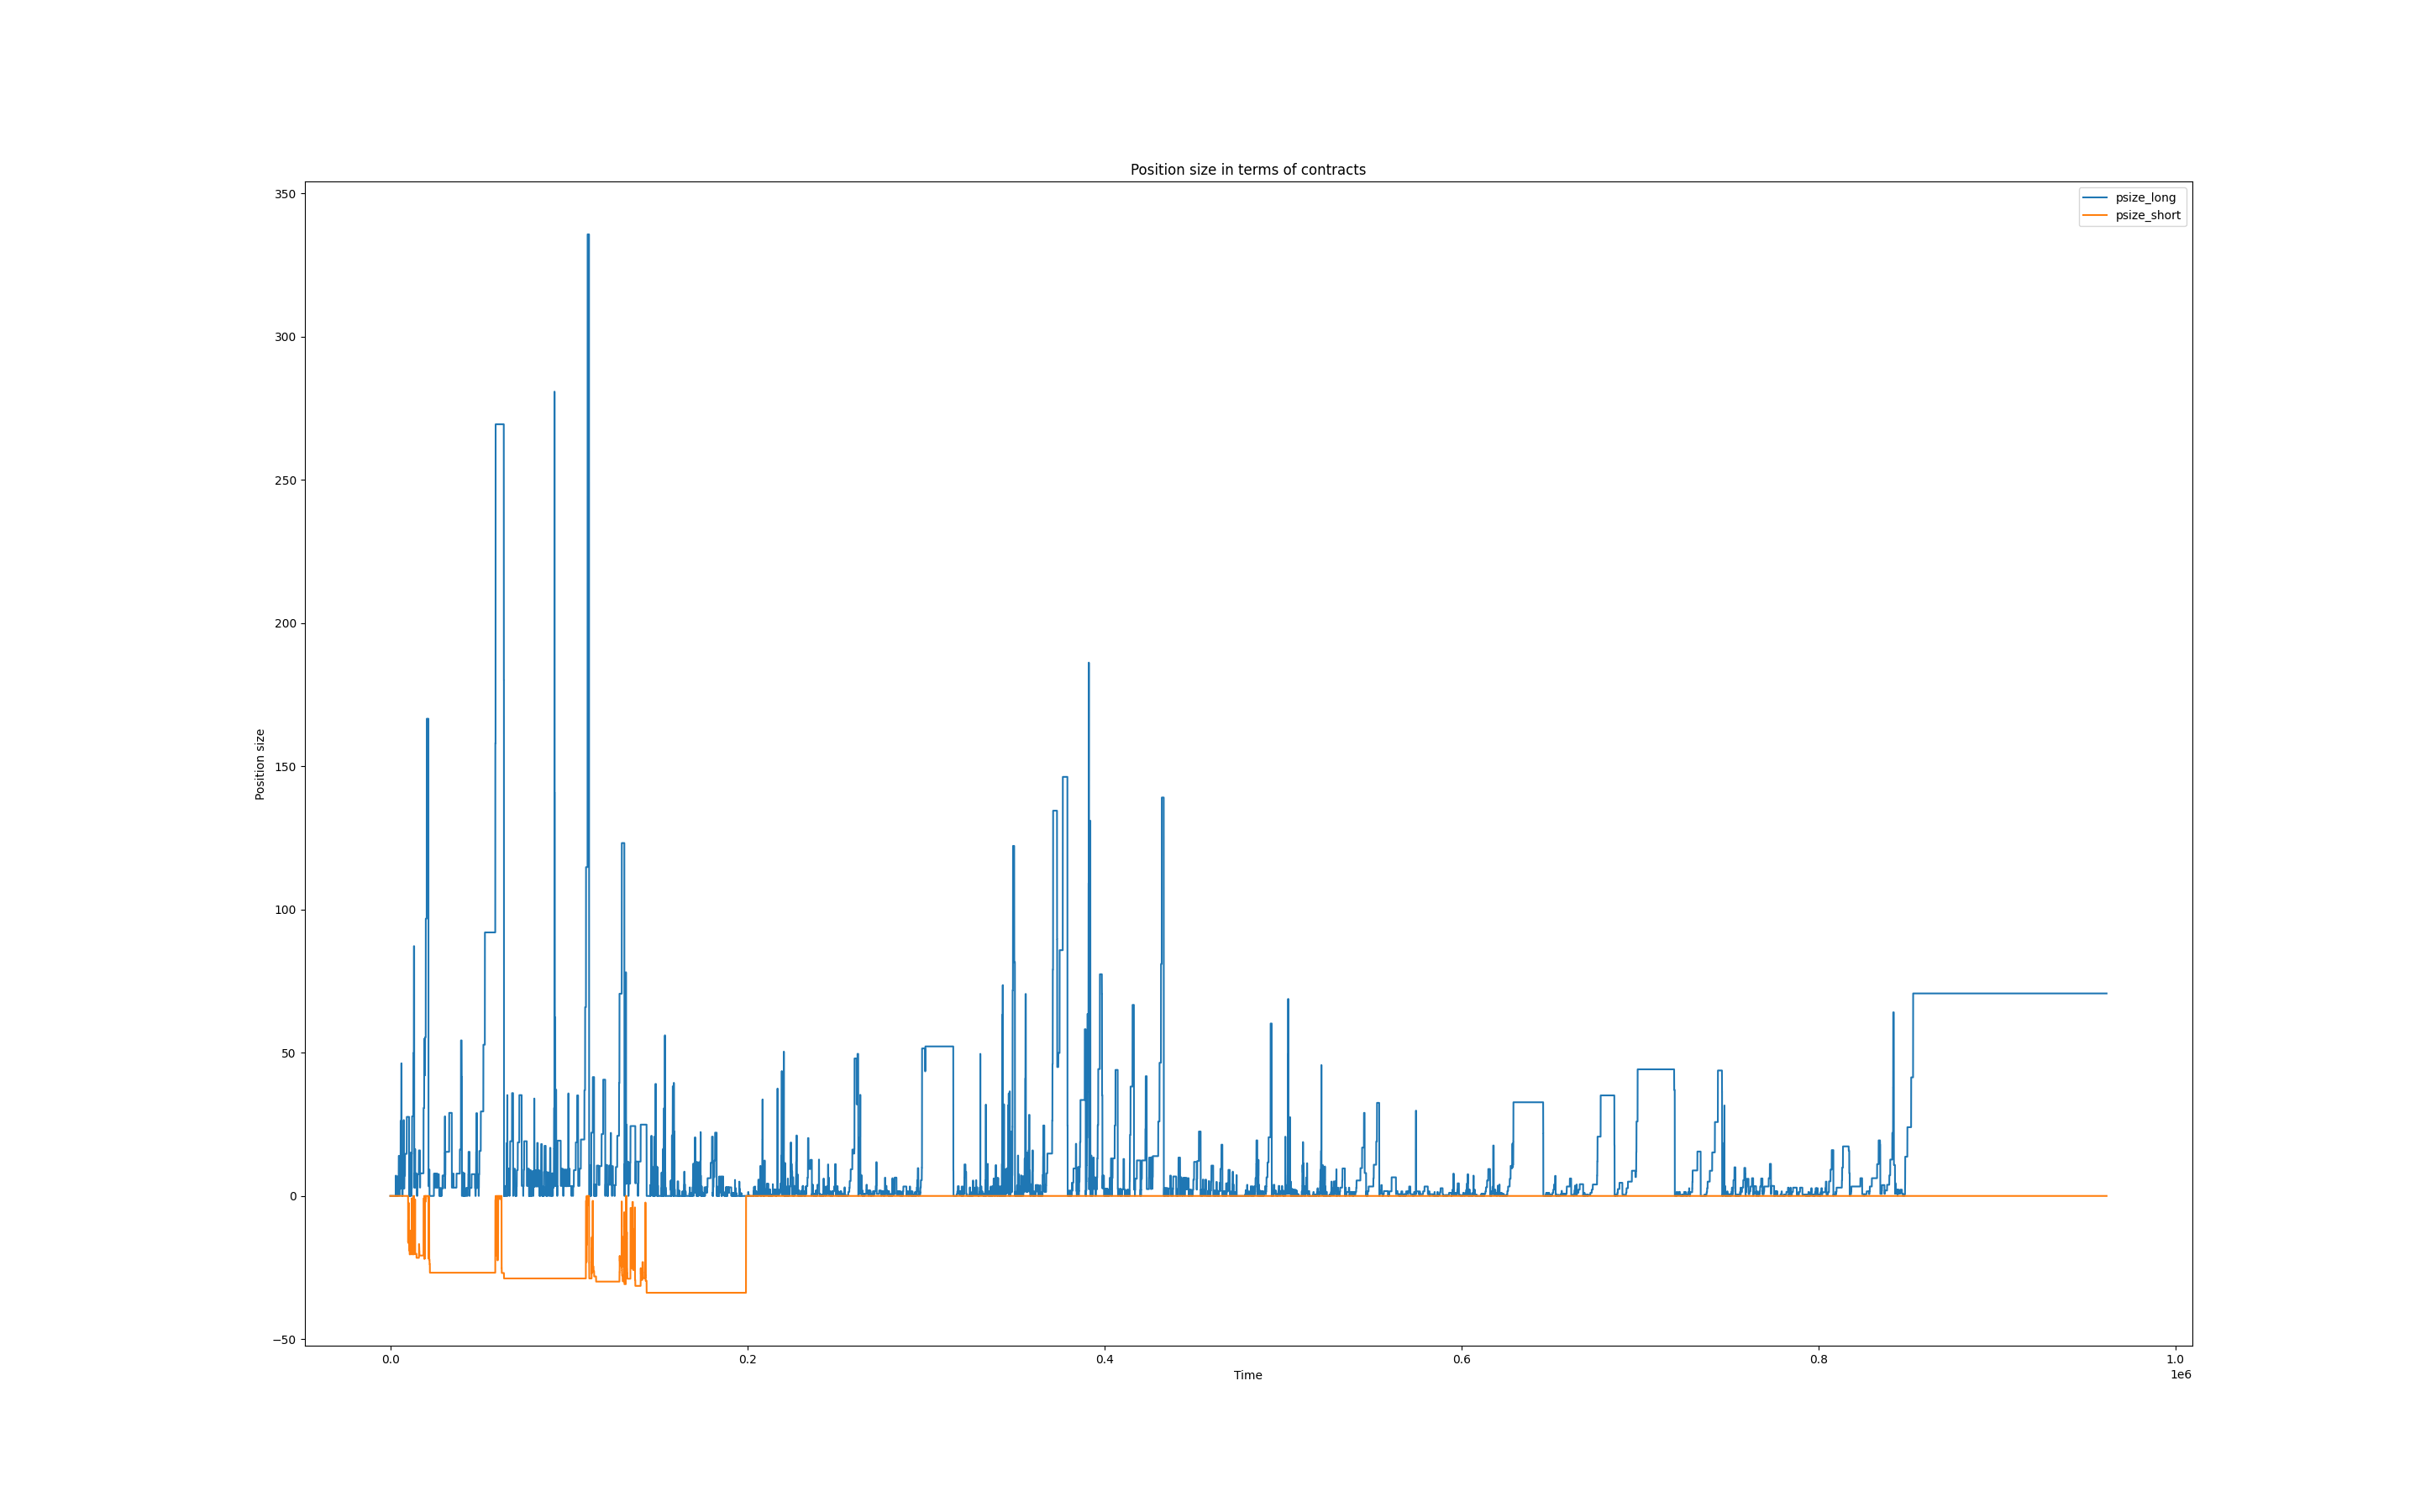 Position size in terms of contracts
350
300
250
200
150
100
50
0
−50
Position size
psize_long
psize_short
0.0 0.2 0.4 0.6 0.8 1.0
1e6
Time